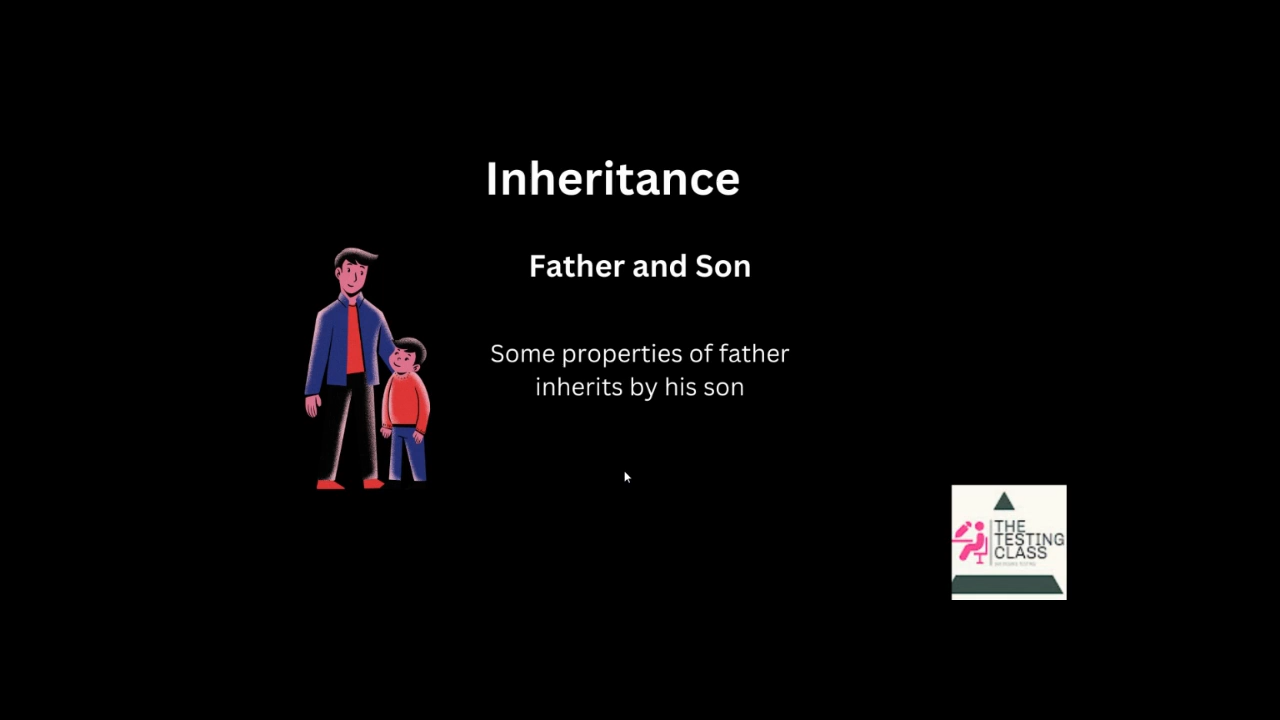 Inheritance
Father and Son
Some properties of father
inherits by his son
THE
TESTING
CLASS